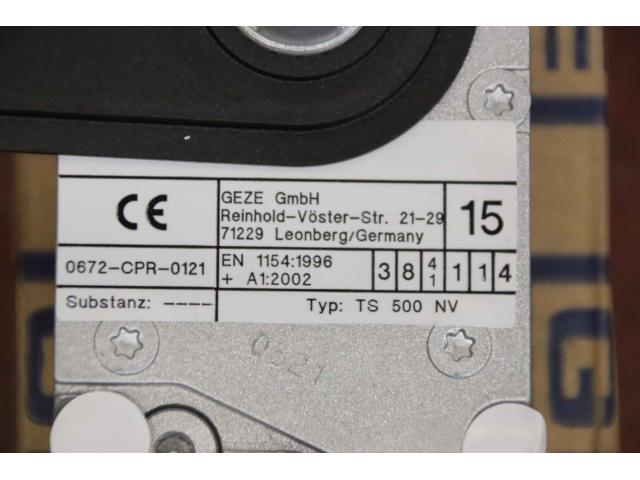 CE
GEZE GmbH
Reinhold-Vöster-Str. 21-29
71229 Leonberg/Germany
15
0672-CPR-0121
EN 1154:1996
+ A1:2002
3 8 4/1 1 1 4
Substanz: ----
Typ: TS 500 NV
0321
G